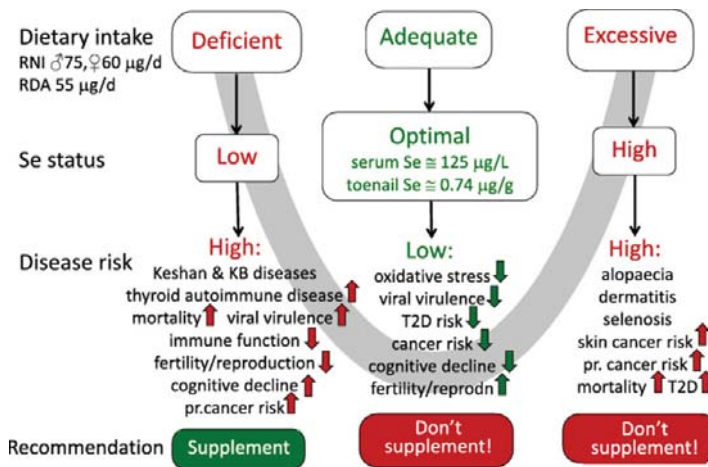 Dietary intake
RNI ♂75,♀60 µg/d
RDA 55 µg/d
Deficient
Adequate
Excessive
Se status
Low
Optimal
serum Se ≅ 125 µg/L
toenail Se ≅ 0.74 µg/g
High
Disease risk
High:
Keshan & KB diseases
thyroid autoimmune disease
mortality viral virulence
immune function
fertility/reproduction
cognitive decline
pr.cancer risk
Low:
oxidative stress
viral virulence
T2D risk
cancer risk
cognitive decline
fertility/reprodn
High:
alopaecia
dermatitis
selenosis
skin cancer risk
pr. cancer risk
mortality T2D
Recommendation
Supplement
Don't
supplement!
Don't
supplement!